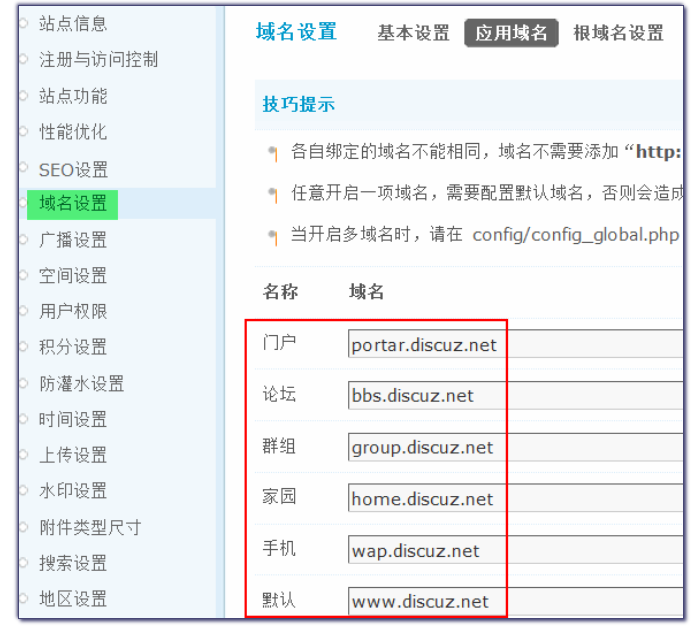 站点信息
注册与访问控制
站点功能
性能优化
SEO设置
域名设置
广播设置
空间设置
用户权限
积分设置
防灌水设置
时间设置
上传设置
水印设置
附件类型尺寸
搜索设置
地区设置
域名设置 基本设置 应用域名 根域名设置
技巧提示
各自绑定的域名不能相同，域名不需要添加“http:
任意开启一项域名，需要配置默认域名，否则会造成
当开启多域名时，请在 config/config_global.php
名称 域名
门户 portar.discuz.net
论坛 bbs.discuz.net
群组 group.discuz.net
家园 home.discuz.net
手机 wap.discuz.net
默认 www.discuz.net